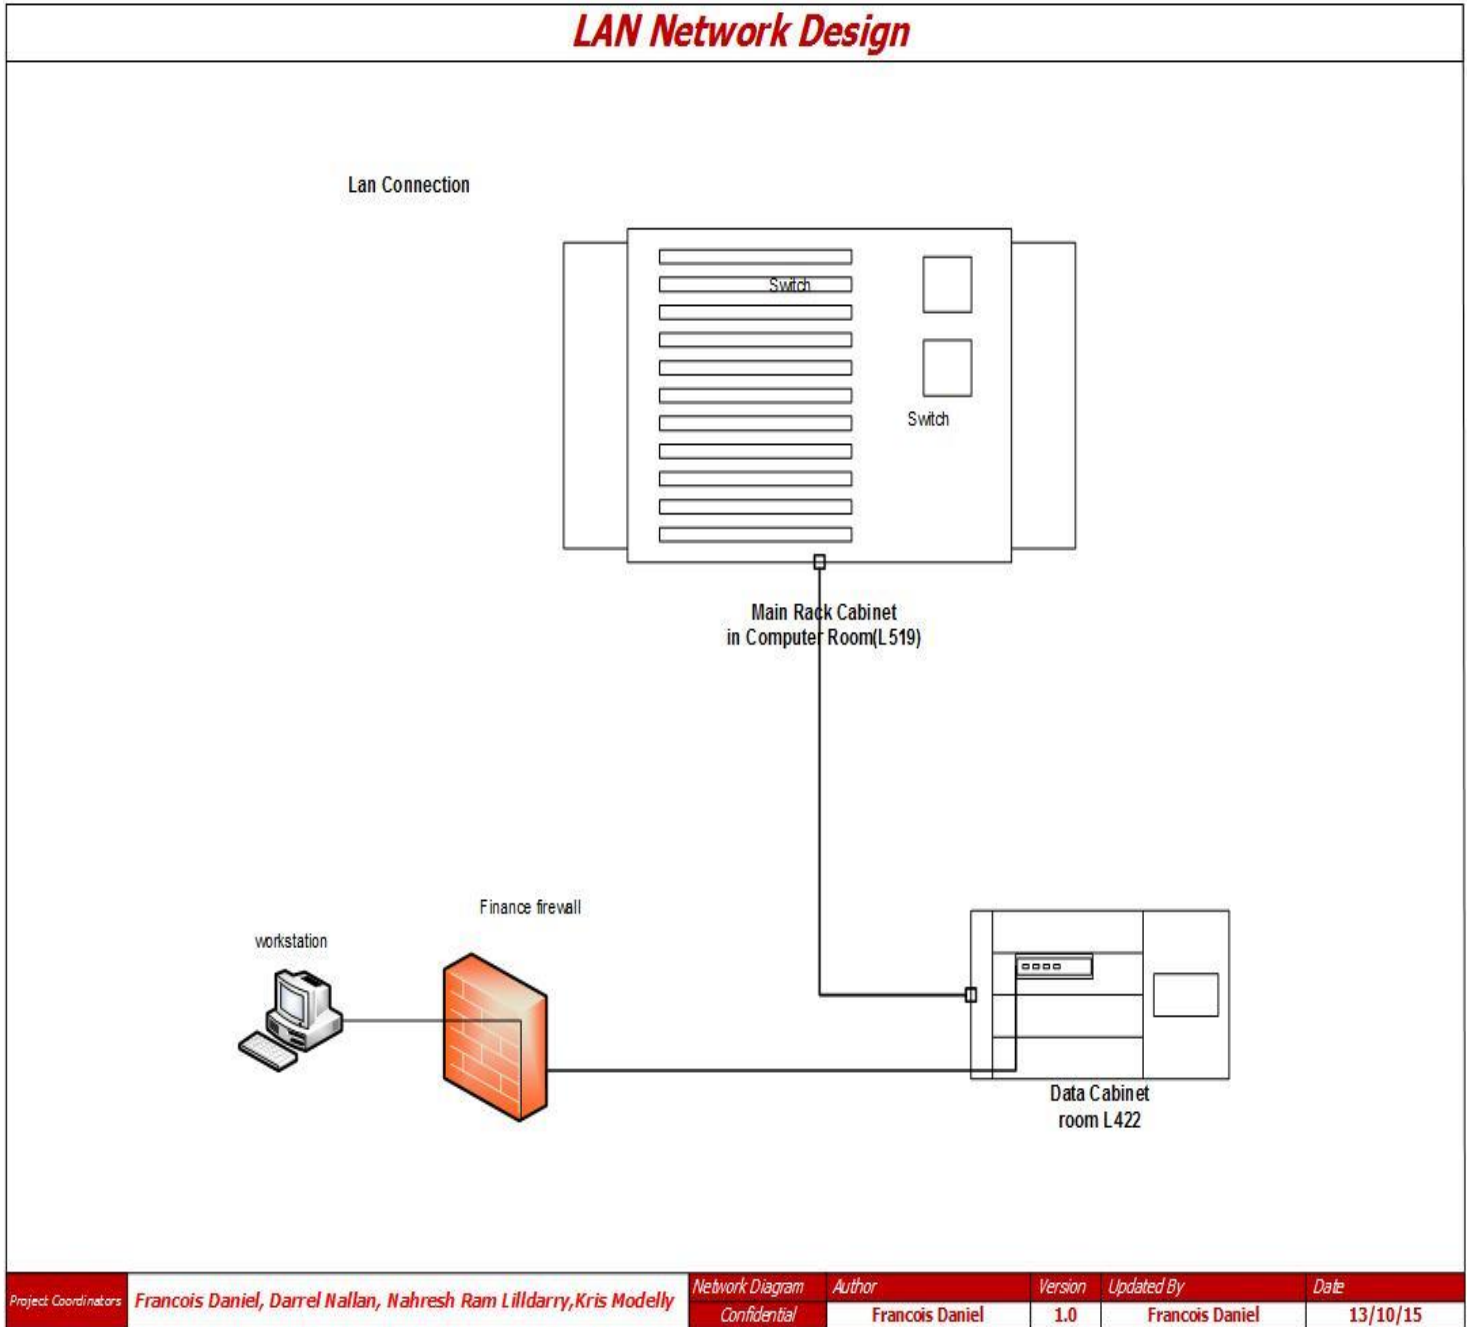 LAN Network Design
Lan Connection
Switch
Switch
Main Rack Cabinet
in Computer Room(L519)
Finance firewall
workstation
Data Cabinet
room L422
Project Coordinators
Francois Daniel, Darrel Nallan, Nahresh Ram Lilldarry,Kris Modelly
Network Diagram
Confidential
Author
Francois Daniel
Version
1.0
Updated By
Francois Daniel
Date
13/10/15